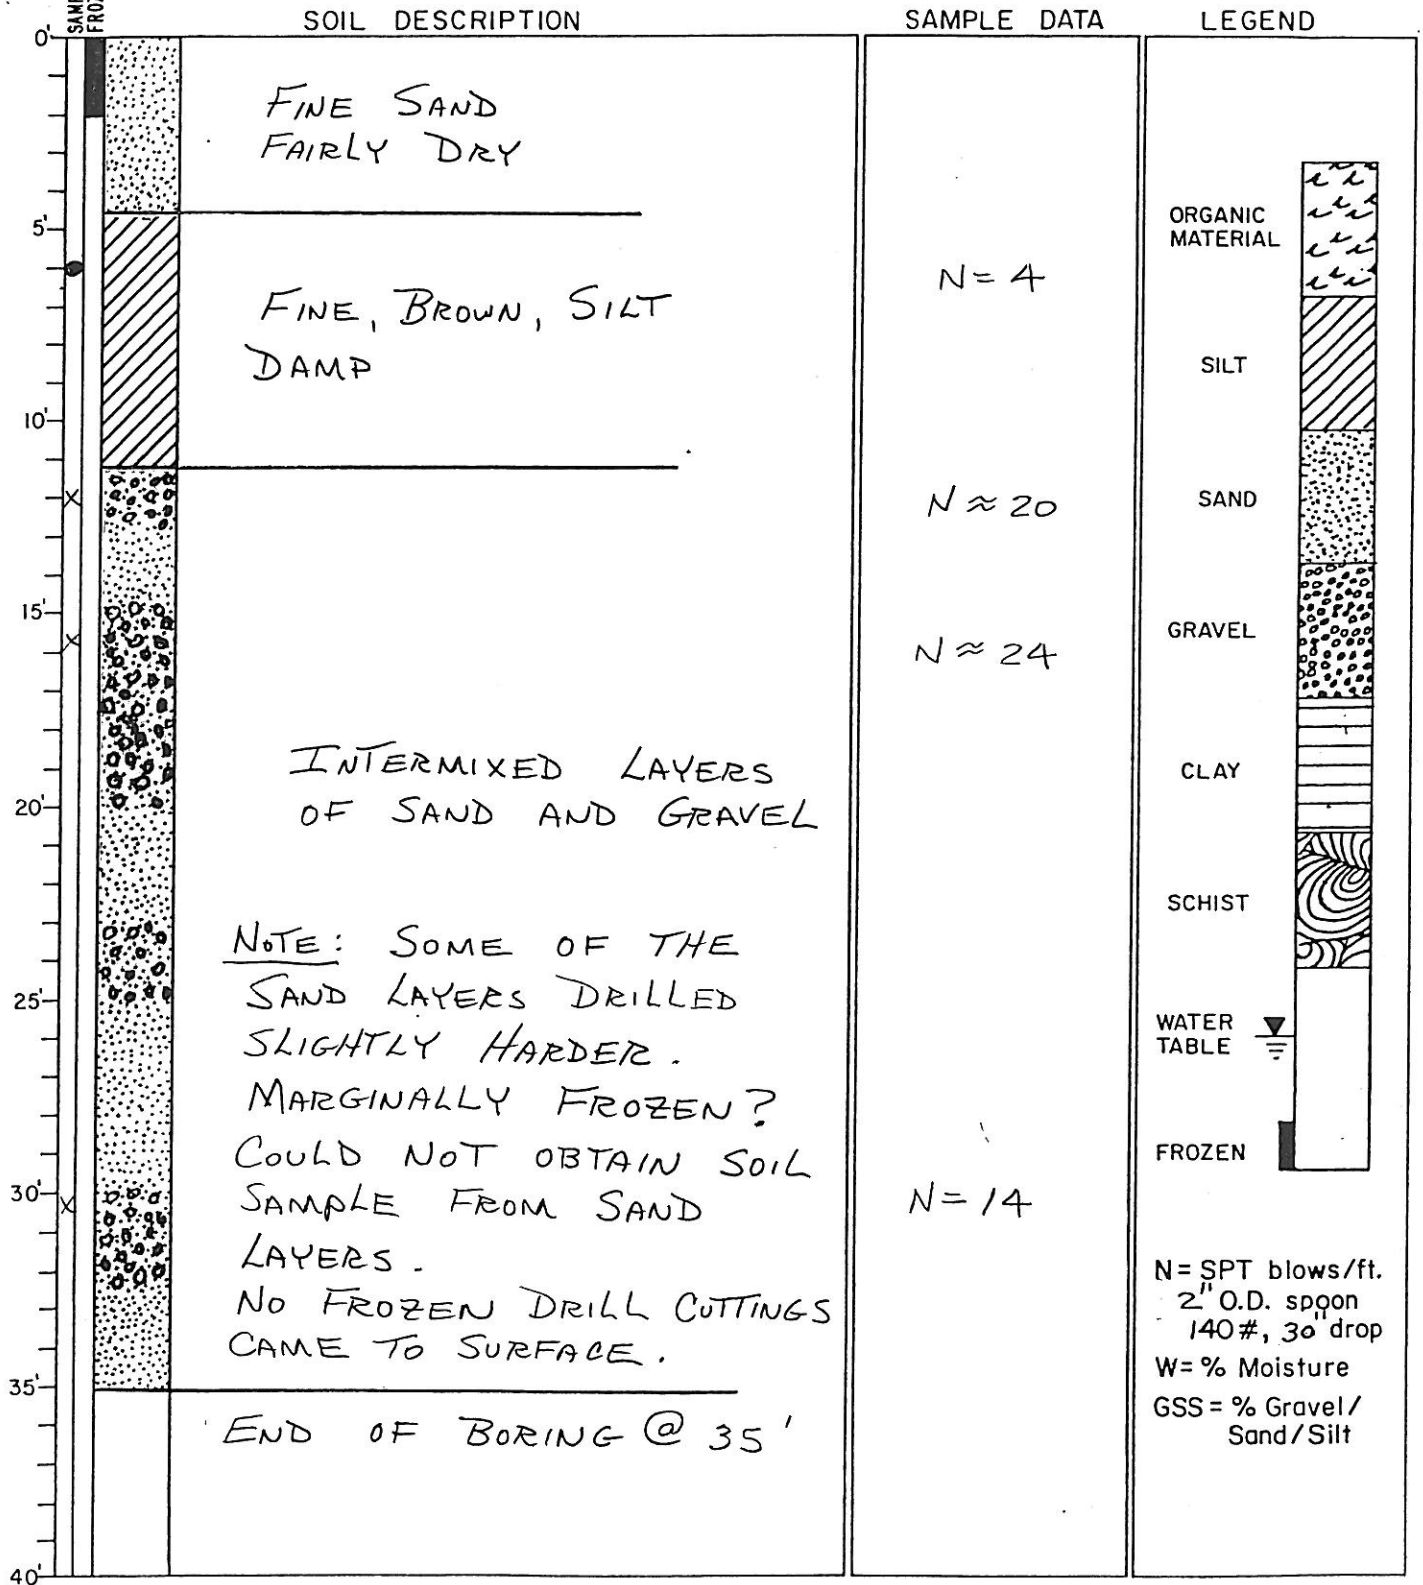 SOIL DESCRIPTION
SAMPLE DATA
LEGEND
0'
5'
10'
15'
20'
25'
30'
35'
40'
FINE SAND
FAIRLY DRY
FINE, BROWN, SILT
DAMP
INTERMIXED LAYERS
OF SAND AND GRAVEL
NOTE: SOME OF THE
SAND LAYERS DRILLED
SLIGHTLY HARDER.
MARGINALLY FROZEN?
COULD NOT OBTAIN SOIL
SAMPLE FROM SAND
LAYERS.
NO FROZEN DRILL CUTTINGS
CAME TO SURFACE.
END OF BORING @ 35'
N=4
N≈20
N≈24
N=14
ORGANIC
MATERIAL
SILT
SAND
GRAVEL
CLAY
SCHIST
WATER
TABLE
FROZEN
N= SPT blows/ft.
2" O.D. spoon
140#, 30" drop
W= % Moisture
GSS = % Gravel/
Sand/Silt